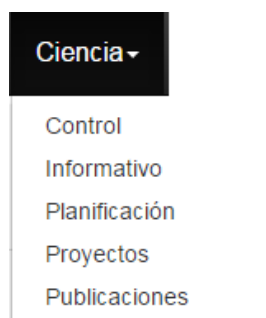 Ciencia
Control
Informativo
Planificación
Proyectos
Publicaciones